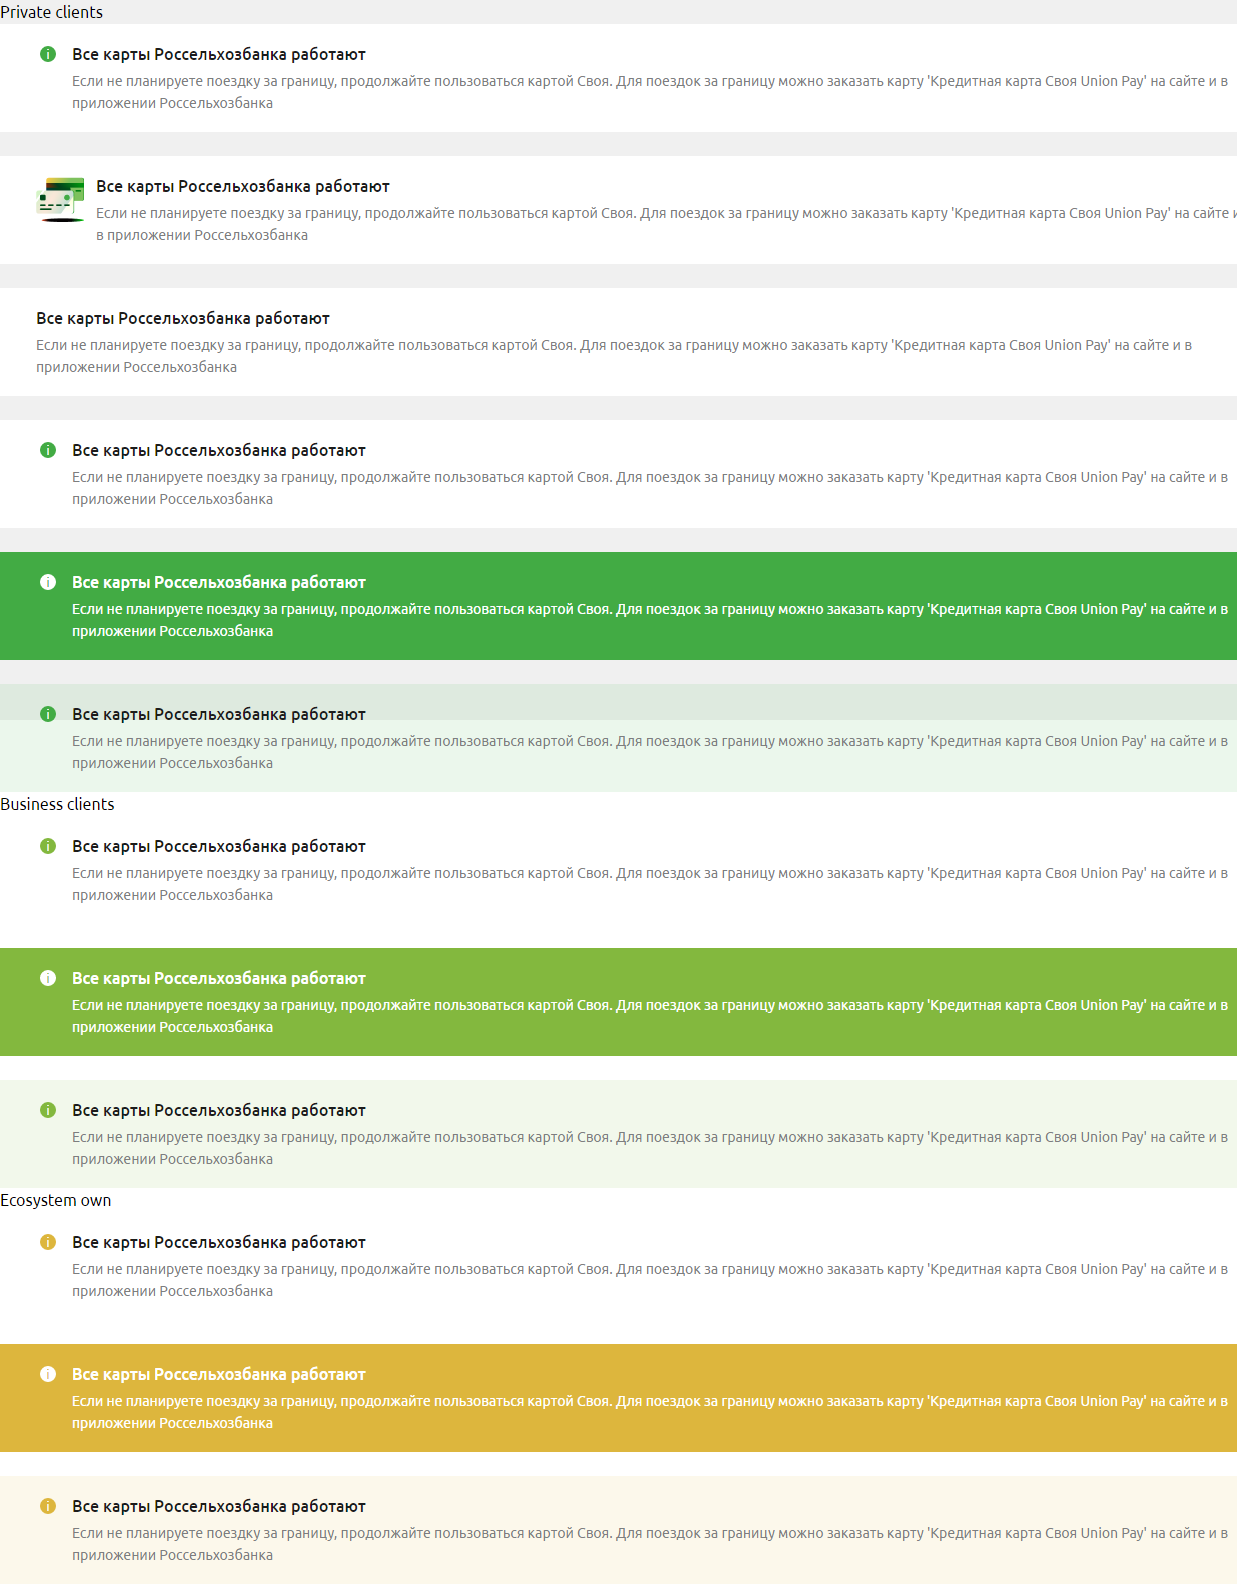 Private clients
Все карты Россельхозбанка работают
Если не планируете поездку за границу, продолжайте пользоваться картой Своя. Для поездок за границу можно заказать карту 'Кредитная карта Своя Union Pay' на сайте и в
приложении Россельхозбанка
Все карты Россельхозбанка работают
Если не планируете поездку за границу, продолжайте пользоваться картой Своя. Для поездок за границу можно заказать карту 'Кредитная карта Своя Union Pay' на сайте и
в приложении Россельхозбанка
Все карты Россельхозбанка работают
Если не планируете поездку за границу, продолжайте пользоваться картой Своя. Для поездок за границу можно заказать карту 'Кредитная карта Своя Union Pay' на сайте и в
приложении Россельхозбанка
Все карты Россельхозбанка работают
Если не планируете поездку за границу, продолжайте пользоваться картой Своя. Для поездок за границу можно заказать карту 'Кредитная карта Своя Union Pay' на сайте и в
приложении Россельхозбанка
Все карты Россельхозбанка работают
Если не планируете поездку за границу, продолжайте пользоваться картой Своя. Для поездок за границу можно заказать карту 'Кредитная карта Своя Union Pay' на сайте и в
приложении Россельхозбанка
Все карты Россельхозбанка работают
Если не планируете поездку за границу, продолжайте пользоваться картой Своя. Для поездок за границу можно заказать карту 'Кредитная карта Своя Union Pay' на сайте и в
приложении Россельхозбанка
Business clients
Все карты Россельхозбанка работают
Если не планируете поездку за границу, продолжайте пользоваться картой Своя. Для поездок за границу можно заказать карту 'Кредитная карта Своя Union Pay' на сайте и в
приложении Россельхозбанка
Все карты Россельхозбанка работают
Если не планируете поездку за границу, продолжайте пользоваться картой Своя. Для поездок за границу можно заказать карту 'Кредитная карта Своя Union Pay' на сайте и в
приложении Россельхозбанка
Все карты Россельхозбанка работают
Если не планируете поездку за границу, продолжайте пользоваться картой Своя. Для поездок за границу можно заказать карту 'Кредитная карта Своя Union Pay' на сайте и в
приложении Россельхозбанка
Ecosystem own
Все карты Россельхозбанка работают
Если не планируете поездку за границу, продолжайте пользоваться картой Своя. Для поездок за границу можно заказать карту 'Кредитная карта Своя Union Pay' на сайте и в
приложении Россельхозбанка
Все карты Россельхозбанка работают
Если не планируете поездку за границу, продолжайте пользоваться картой Своя. Для поездок за границу можно заказать карту 'Кредитная карта Своя Union Pay' на сайте и в
приложении Россельхозбанка
Все карты Россельхозбанка работают
Если не планируете поездку за границу, продолжайте пользоваться картой Своя. Для поездок за границу можно заказать карту 'Кредитная карта Своя Union Pay' на сайте и в
приложении Россельхозбанка